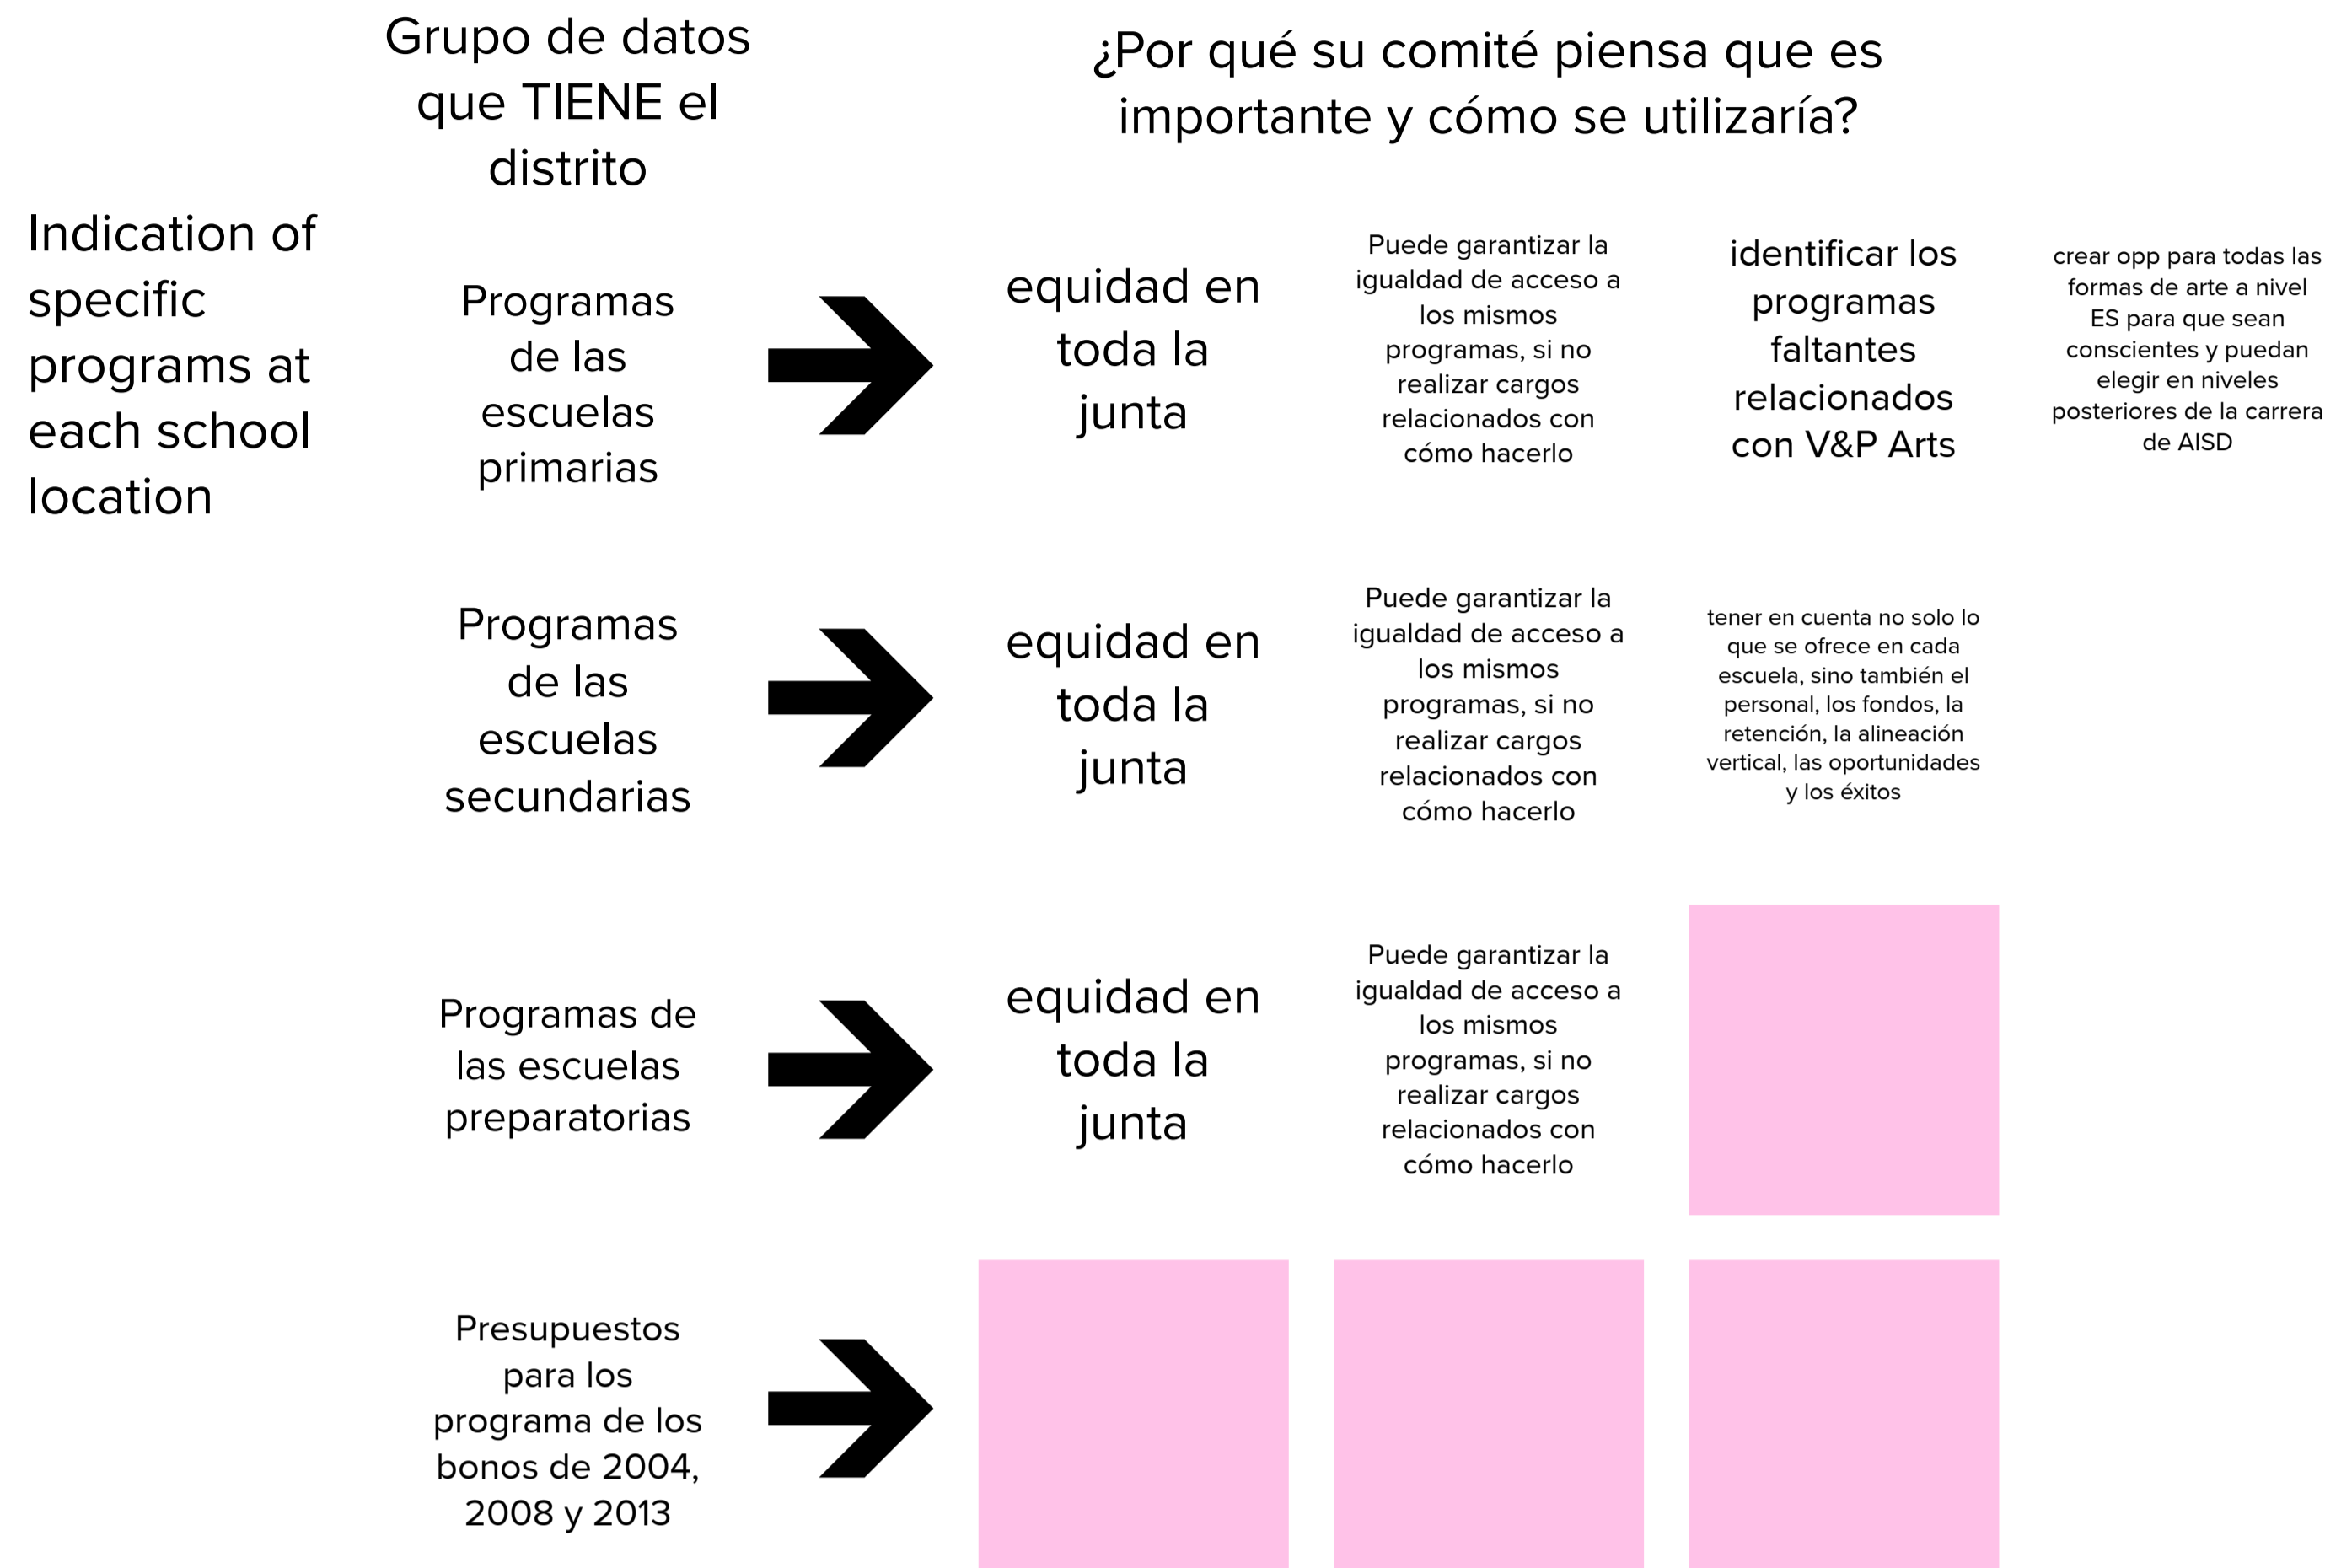 Grupo de datos
que TIENE el
distrito
¿Por qué su comité piensa que es
importante y cómo se utilizaría?
Indication of
specific
programs at
each school
location
Programas
de las
escuelas
primarias
equidad en
toda la
junta
Puede garantizar la
igualdad de acceso a
los mismos
programas, si no
realizar cargos
relacionados con
cómo hacerlo
identificar los
programas
faltantes
relacionados
con V&P Arts
crear opp para todas las
formas de arte a nivel
ES para que sean
conscientes y puedan
elegir en niveles
posteriores de la carrera
de AISD
Programas
de las
escuelas
secundarias
equidad en
toda la
junta
Puede garantizar la
igualdad de acceso a
los mismos
programas, si no
realizar cargos
relacionados con
cómo hacerlo
tener en cuenta no solo lo
que se ofrece en cada
escuela, sino también el
personal, los fondos, la
retención, la alineación
vertical, las oportunidades
y los éxitos
Programas de
las escuelas
preparatorias
equidad en
toda la
junta
Puede garantizar la
igualdad de acceso a
los mismos
programas, si no
realizar cargos
relacionados con
cómo hacerlo
Presupuestos
para los
programa de los
bonos de 2004,
2008 y 2013